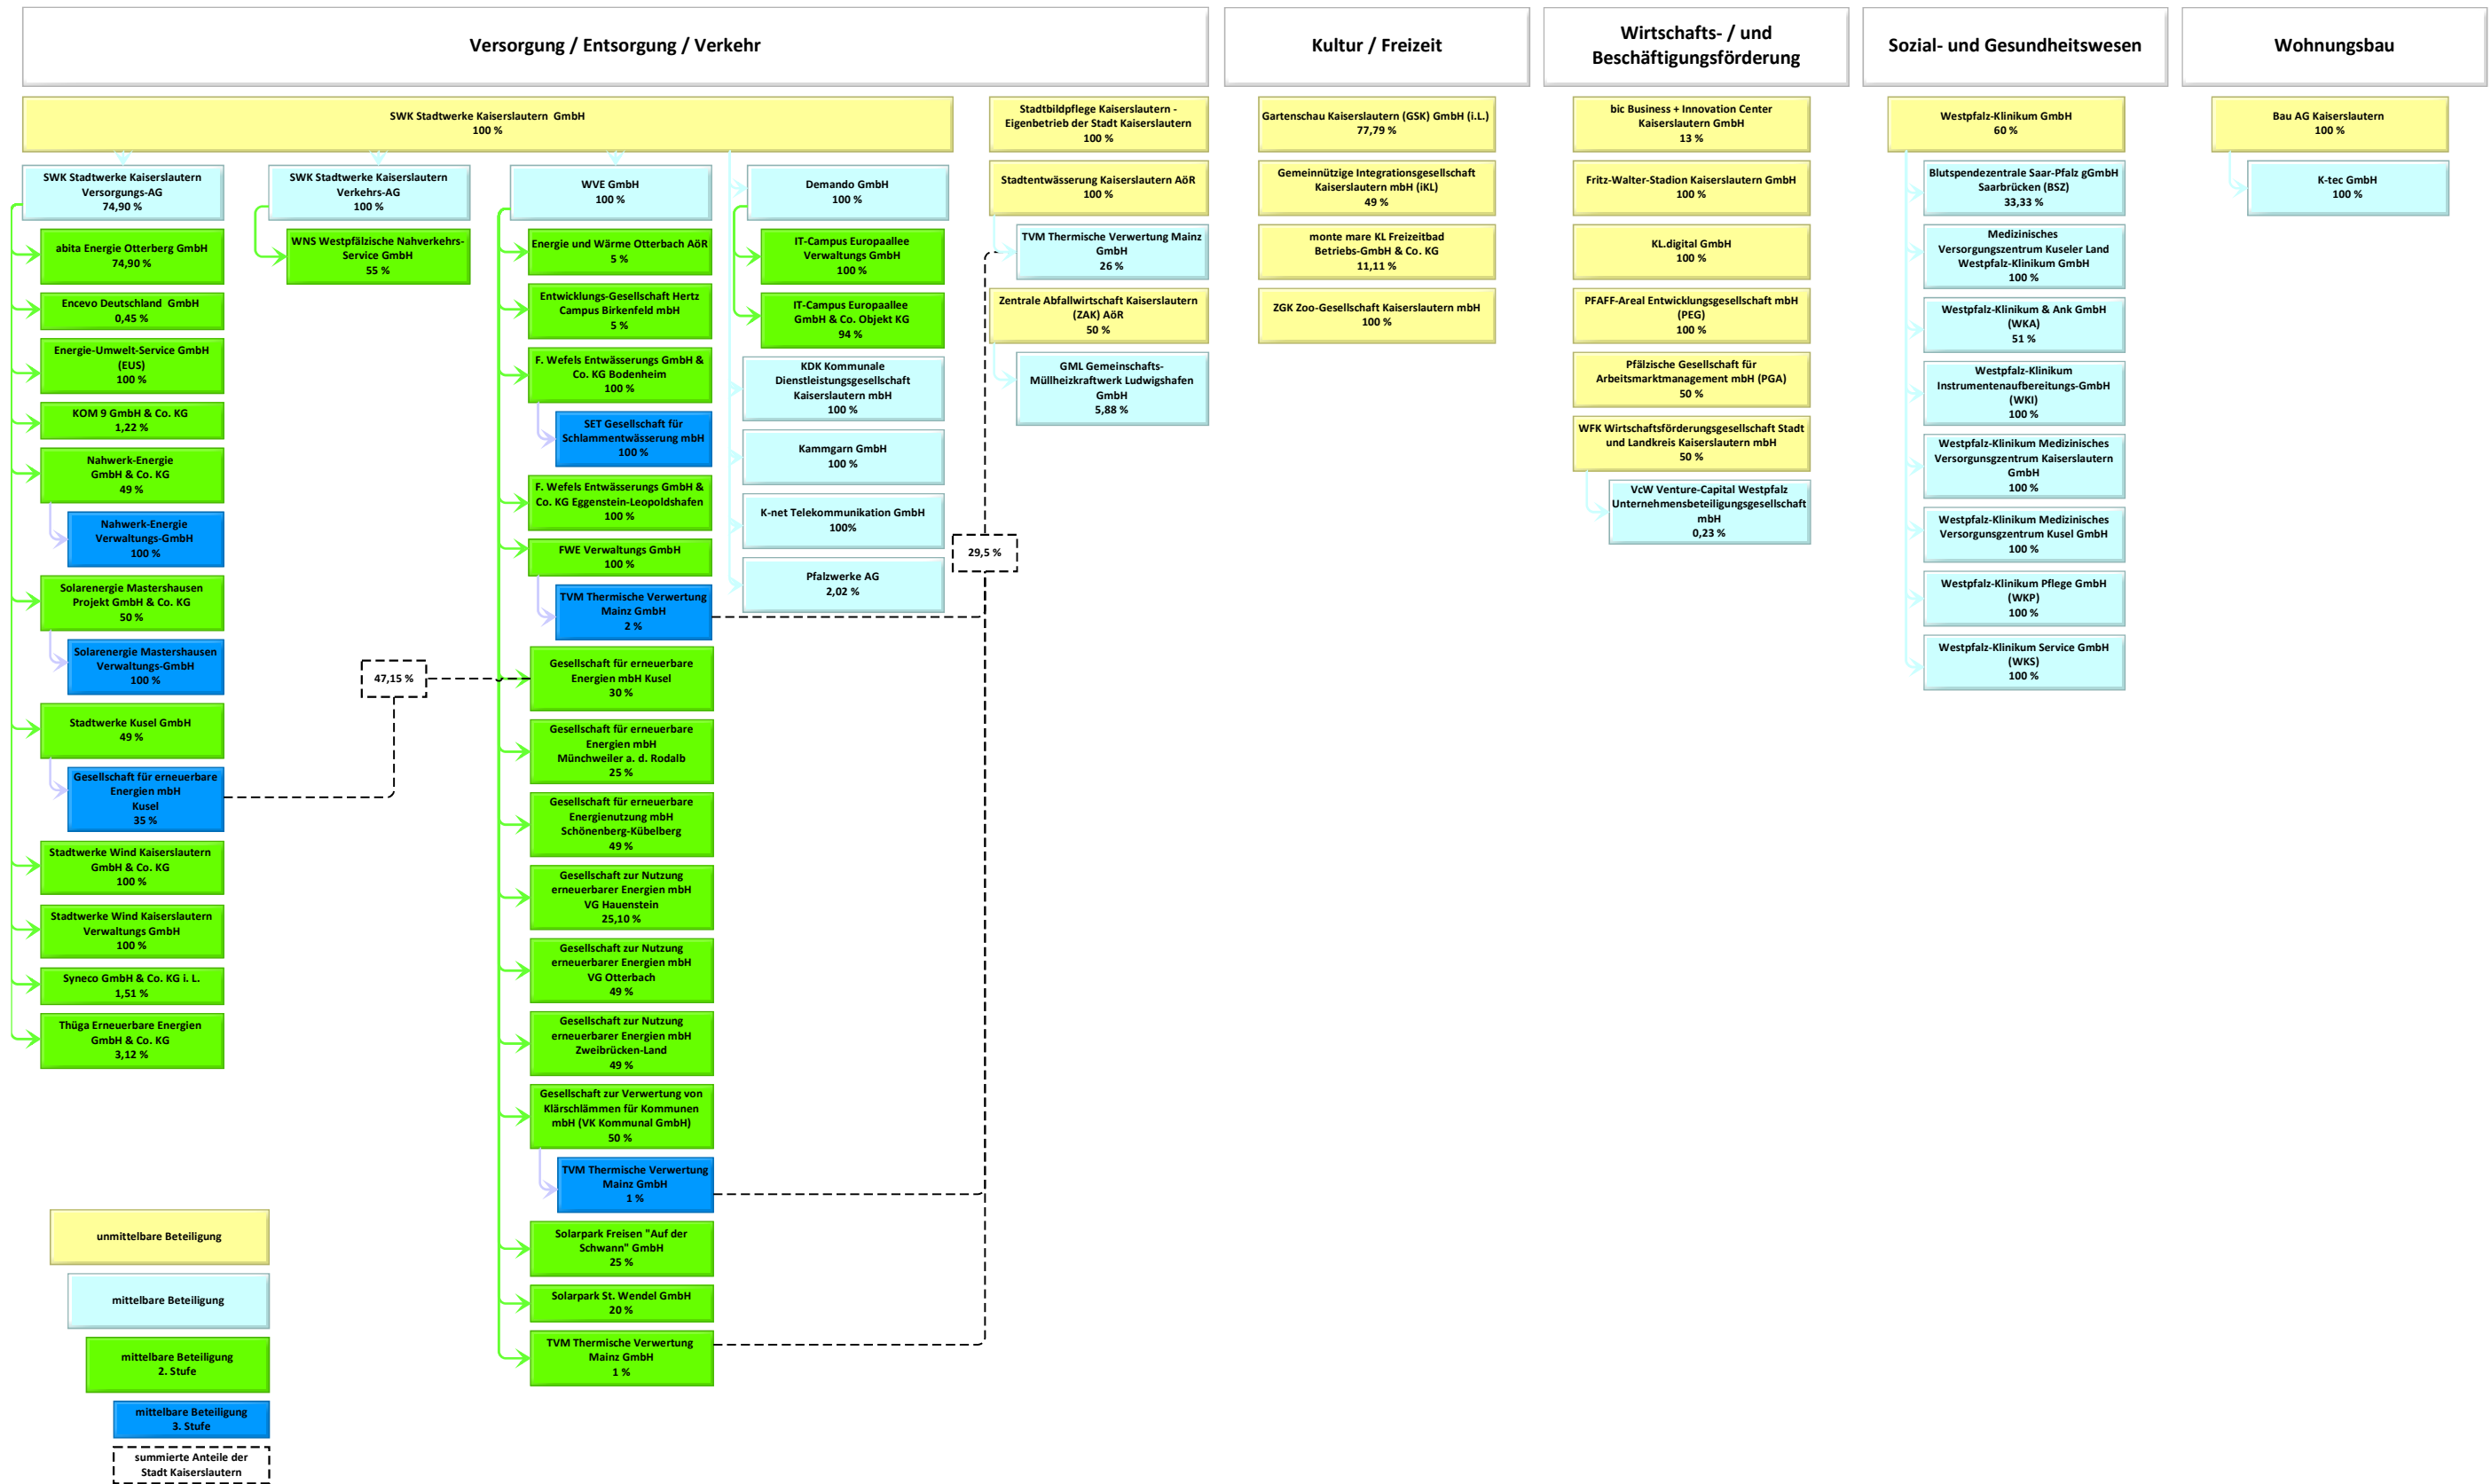 Versorgung / Entsorgung / Verkehr
Kultur / Freizeit
Wirtschafts- / und
Beschäftigungsförderung
Sozial- und Gesundheitswesen
Wohnungsbau
SWK Stadtwerke Kaiserslautern GmbH
100 %
SWK Stadtwerke Kaiserslautern
Versorgungs-AG
74,90 %
abita Energie Otterberg GmbH
74,90 %
Encevo Deutschland GmbH
0,45 %
Energie-Umwelt-Service GmbH
(EUS)
100 %
KOM 9 GmbH & Co. KG
1,22 %
Nahwerk-Energie
GmbH & Co. KG
49 %
Nahwerk-Energie
Verwaltungs-GmbH
100 %
Solarenergie Mastershausen
Projekt GmbH & Co. KG
50 %
Solarenergie Mastershausen
Verwaltungs-GmbH
100 %
Stadtwerke Kusel GmbH
49 %
Gesellschaft für erneuerbare
Energien mbH
Kusel
35 %
Stadtwerke Wind Kaiserslautern
GmbH & Co. KG
100 %
Stadtwerke Wind Kaiserslautern
Verwaltungs GmbH
100 %
Syneco GmbH & Co. KG i. L.
1,51 %
Thüga Erneuerbare Energien
GmbH & Co. KG
3,12 %
SWK Stadtwerke Kaiserslautern
Verkehrs-AG
100 %
WNS Westpfälzische Nahverkehrs-
Service GmbH
55 %
47,15 %
WVE GmbH
100 %
Energie und Wärme Otterbach AöR
5 %
Entwicklungs-Gesellschaft Hertz
Campus Birkenfeld mbH
5 %
F. Wefels Entwässerungs GmbH &
Co. KG Bodenheim
100 %
SET Gesellschaft für
Schlammentwässerung mbH
100 %
F. Wefels Entwässerungs GmbH &
Co. KG Eggenstein-Leopoldshafen
100 %
FWE Verwaltungs GmbH
100 %
TVM Thermische Verwertung
Mainz GmbH
2 %
Gesellschaft für erneuerbare
Energien mbH Kusel
30 %
Gesellschaft für erneuerbare
Energien mbH
Münchweiler a. d. Rodalb
25 %
Gesellschaft für erneuerbare
Energienutzung mbH
Schönenberg-Kübelberg
49 %
Gesellschaft zur Nutzung
erneuerbarer Energien mbH
VG Hauenstein
25,10 %
Gesellschaft zur Nutzung
erneuerbarer Energien mbH
VG Otterbach
49 %
Gesellschaft zur Nutzung
erneuerbarer Energien mbH
Zweibrücken-Land
49 %
Gesellschaft zur Verwertung von
Klärschlämmen für Kommunen
mbH (VK Kommunal GmbH)
50 %
TVM Thermische Verwertung
Mainz GmbH
1 %
Solarpark Freisen "Auf der
Schwann" GmbH
25 %
Solarpark St. Wendel GmbH
20 %
TVM Thermische Verwertung
Mainz GmbH
1 %
Demando GmbH
100 %
IT-Campus Europaallee
Verwaltungs GmbH
100 %
IT-Campus Europaallee
GmbH & Co. Objekt KG
94 %
KDK Kommunale
Dienstleistungsgesellschaft
Kaiserslautern mbH
100 %
Kammgarn GmbH
100 %
K-net Telekommunikation GmbH
100%
Pfalzwerke AG
2,02 %
29,5 %
Stadtbildpflege Kaiserslautern -
Eigenbetrieb der Stadt Kaiserslautern
100 %
Stadtentwässerung Kaiserslautern AöR
100 %
TVM Thermische Verwertung Mainz
GmbH
26 %
Zentrale Abfallwirtschaft Kaiserslautern
(ZAK) AöR
50 %
GML Gemeinschafts-
Müllheizkraftwerk Ludwigshafen
GmbH
5,88 %
Gartenschau Kaiserslautern (GSK) GmbH (i.L.)
77,79 %
Gemeinnützige Integrationsgesellschaft
Kaiserslautern mbH (iKL)
49 %
monte mare KL Freizeitbad
Betriebs-GmbH & Co. KG
11,11 %
ZGK Zoo-Gesellschaft Kaiserslautern mbH
100 %
bic Business + Innovation Center
Kaiserslautern GmbH
13 %
Fritz-Walter-Stadion Kaiserslautern GmbH
100 %
KL.digital GmbH
100 %
PFAFF-Areal Entwicklungsgesellschaft mbH
(PEG)
100 %
Pfälzische Gesellschaft für
Arbeitsmarktmanagement mbH (PGA)
50 %
WFK Wirtschaftsförderungsgesellschaft Stadt
und Landkreis Kaiserslautern mbH
50 %
VcW Venture-Capital Westpfalz
Unternehmensbeteiligungsgesellschaft
mbH
0,23 %
Westpfalz-Klinikum GmbH
60 %
Blutspendezentrale Saar-Pfalz gGmbH
Saarbrücken (BSZ)
33,33 %
Medizinisches
Versorgungszentrum Kuseler Land
Westpfalz-Klinikum GmbH
100 %
Westpfalz-Klinikum & Ank GmbH
(WKA)
51 %
Westpfalz-Klinikum
Instrumentenaufbereitungs-GmbH
(WKI)
100 %
Westpfalz-Klinikum Medizinisches
Versorunsgzentrum Kaiserslautern
GmbH
100 %
Westpfalz-Klinikum Medizinisches
Versorgunsgzentrum Kusel GmbH
100 %
Westpfalz-Klinikum Pflege GmbH
(WKP)
100 %
Westpfalz-Klinikum Service GmbH
(WKS)
100 %
Bau AG Kaiserslautern
100 %
K-tec GmbH
100 %
unmittelbare Beteiligung
mittelbare Beteiligung
mittelbare Beteiligung
2. Stufe
mittelbare Beteiligung
3. Stufe
summierte Anteile der
Stadt Kaiserslautern